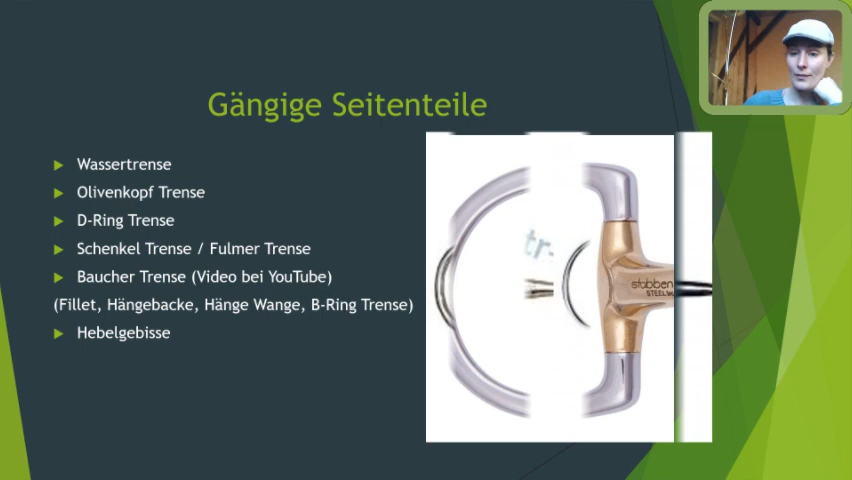 Gängige Seitenteile
Wassertrense
Olivenkopf Trense
D-Ring Trense
Schenkel Trense / Fulmer Trense
Baucher Trense (Video bei YouTube)
(Fillet, Hängebacke, Hänge Wange, B-Ring Trense)
Hebelgebisse
tr-
stübben